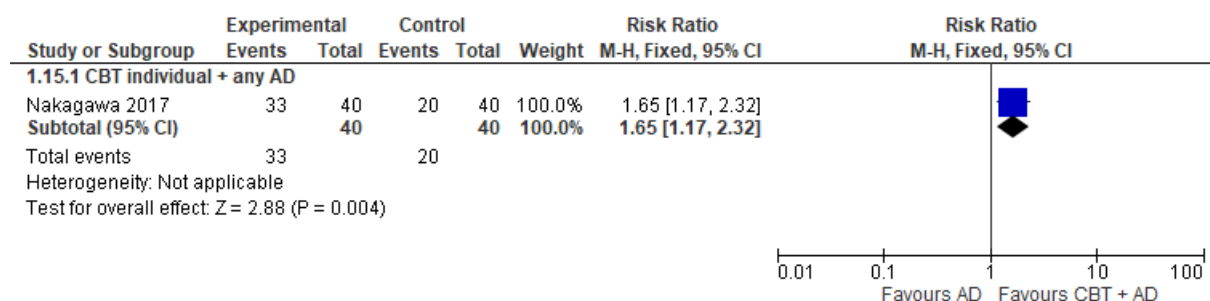 Experimental Control Risk Ratio Risk Ratio
Study or Subgroup Events Total Events Total Weight M-H, Fixed, 95% CI M-H, Fixed, 95% CI
1.15.1 CBT individual + any AD
Nakagawa 2017 33 40 20 40 100.0% 1.65 [1.17, 2.32]
Subtotal (95% CI) 40 40 100.0% 1.65 [1.17, 2.32]
Total events 33 20
Heterogeneity: Not applicable
Test for overall effect: Z = 2.88 (P = 0.004)
0.01 0.1 1 10 100
Favours AD Favours CBT + AD